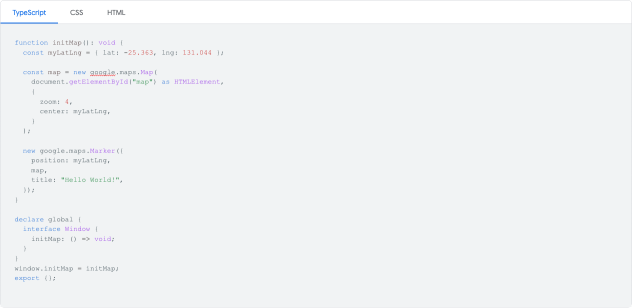 TypeScript CSS HTML
function initMap(): void {
  const myLatLng = { lat: -25.363, lng: 131.044 };

  const map = new google.maps.Map(
    document.getElementById("map") as HTMLElement,
    {
      zoom: 4,
      center: myLatLng,
    }
  );

  new google.maps.Marker({
    position: myLatLng,
    map,
    title: "Hello World!",
  });
}

declare global {
  interface Window {
    initMap: () => void;
  }
}
window.initMap = initMap;
export {};